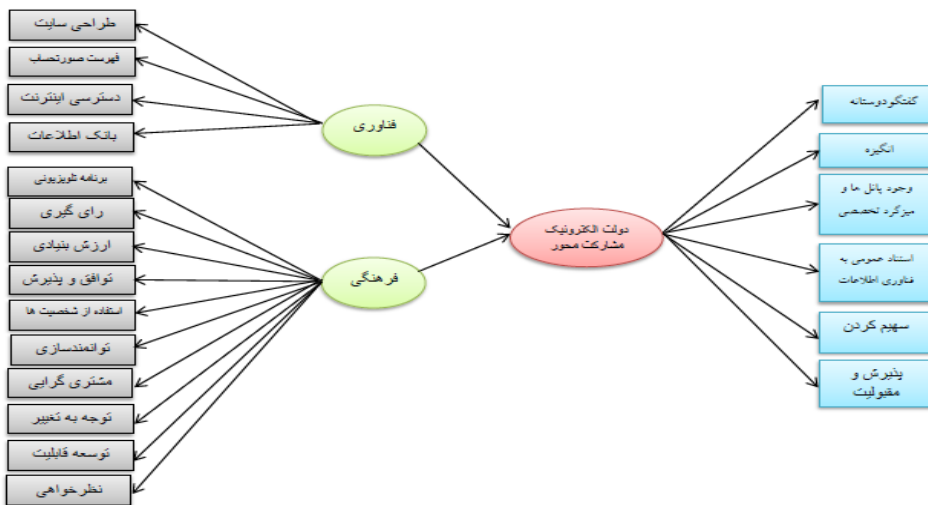 طراحی سایت
فهرست صورتحساب
دسترسی اینترنت
بانک اطلاعات
برنامه تلویزیونی
رای گیری
ارزش بنیادی
توافق و پذیرش
استفاده از شخصیت ها
توانمندسازی
مشتری گرایی
توجه به تغییر
توسعه قابلیت
نظرخواهی
فناوری
فرهنگی
دولت الکترونیک
مشارکت محور
گفتگودوستانه
انگیزه
وجود پانل ها و
میزگرد تخصصی
استناد عمومی به
فناوری اطلاعات
سهیم کردن
پذیرش و
مقبولیت